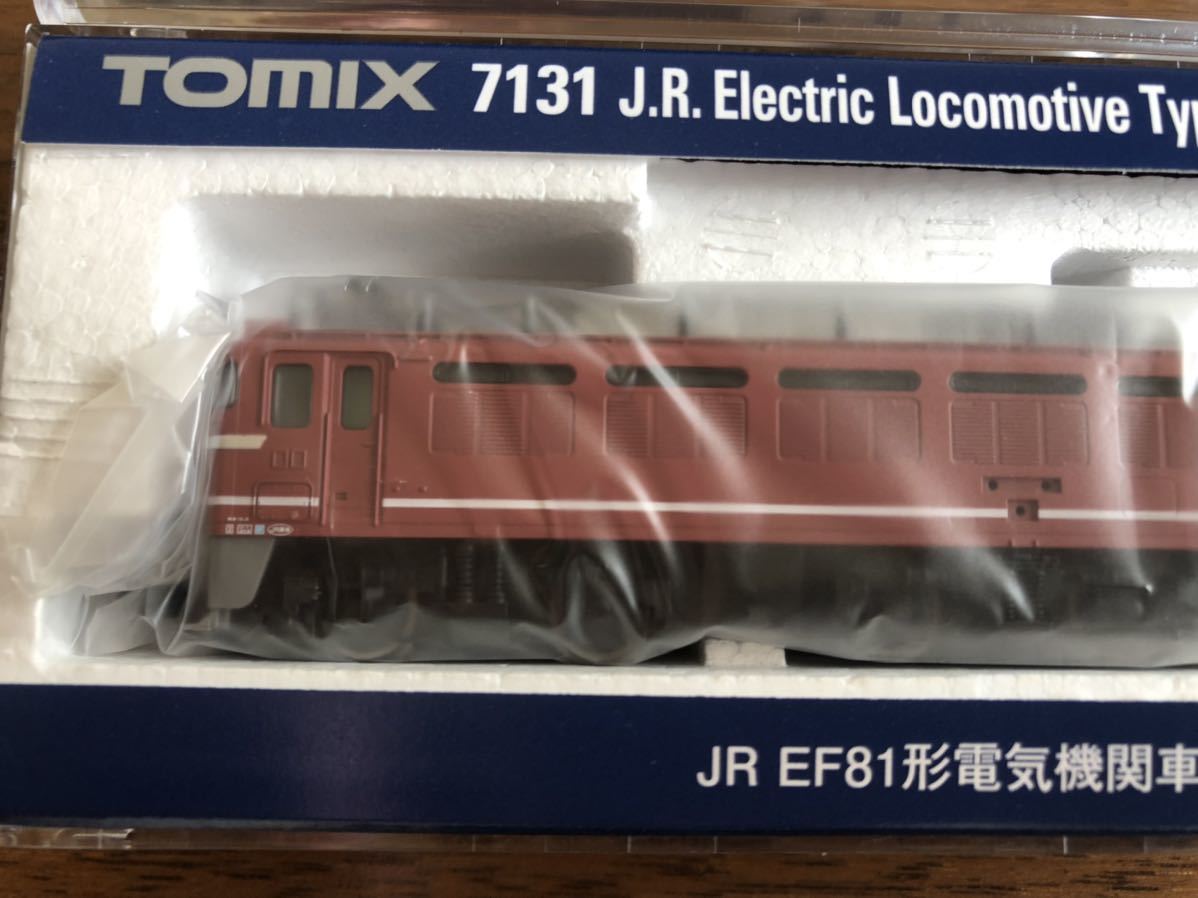 TOMIX 7131 J.R. Electric Locomotive Typ
JR EF81形電気機関車